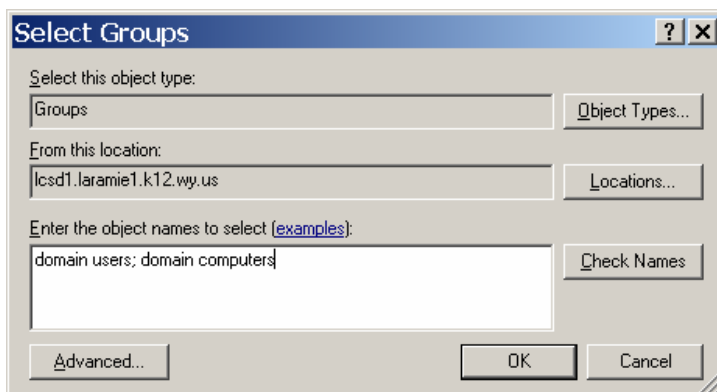 Select Groups
Select this object type:
Groups
Object Types...
From this location:
lcsd1.laramie1.k12.wy.us
Locations...
Enter the object names to select (examples):
domain users; domain computers
Check Names
Advanced...
OK
Cancel